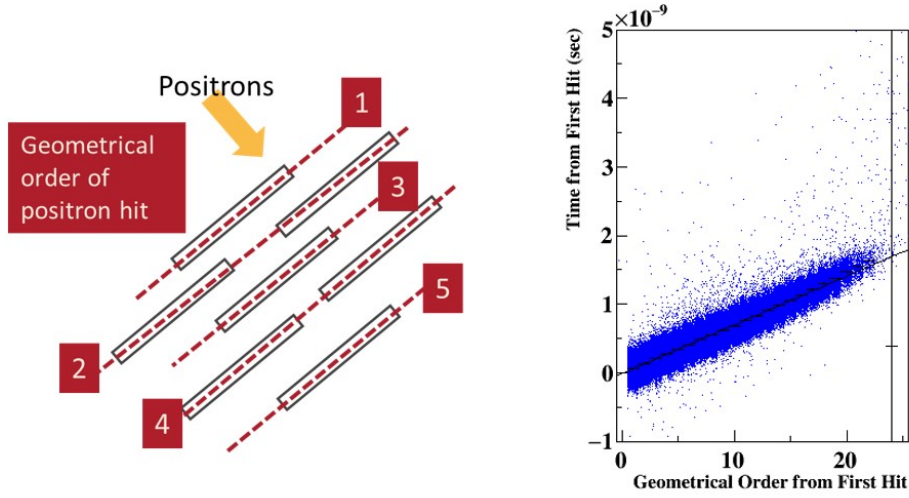 Positrons
Geometrical
order of
positron hit
1
3
5
2
4
5
×10⁻⁹
Time from First Hit (sec)
4
3
2
1
0
−1
0
10
20
Geometrical Order from First Hit